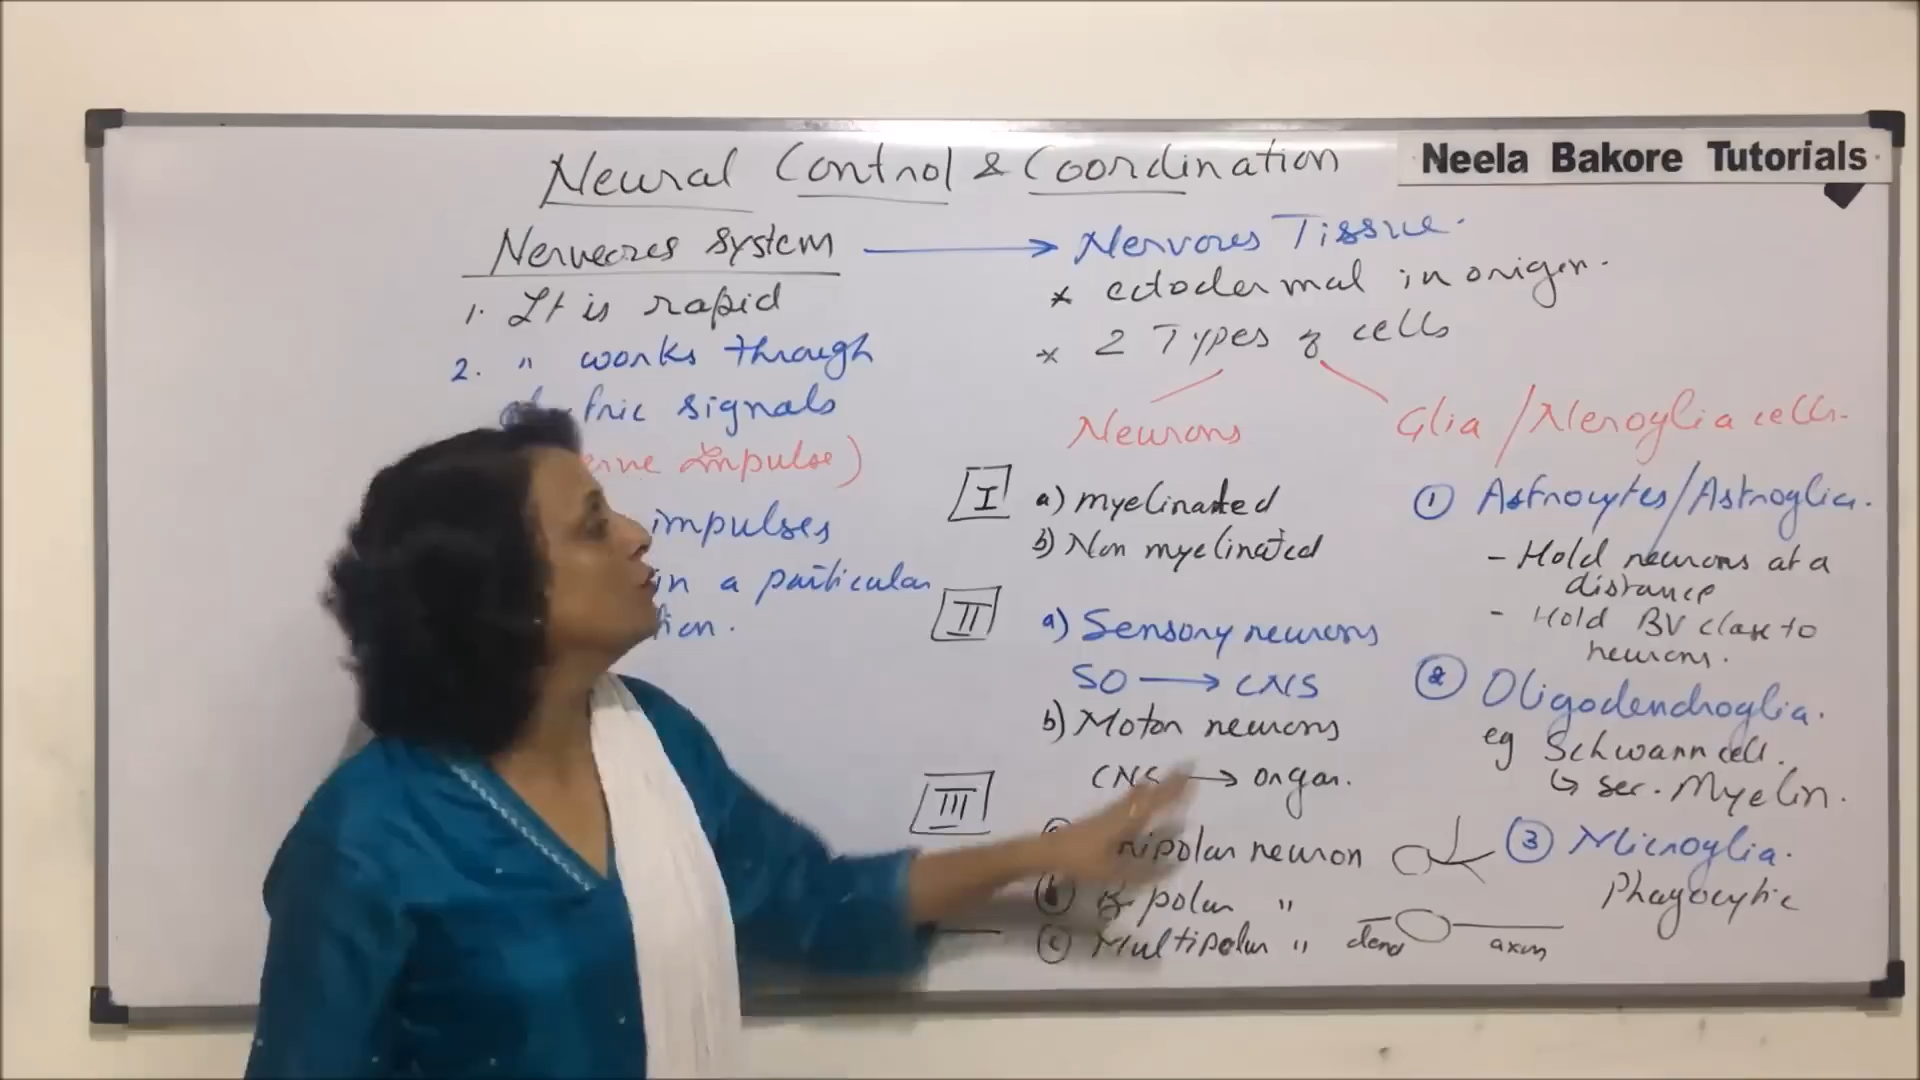 Neural Control & Coordination
Neela Bakore Tutorials
Nervous System
1. It is rapid
2. " works through
signals
Impulse)
impulses
in a particular
Nervous Tissue.
* ectodermal in origin.
* 2 Types of cells
Neurons
I
a) myelinated
b) Non myelinated
II
a) Sensory neurons
SO → CNS
b) Motor neurons
CNS → organ.
III
neuron
b Bipolar "
c Multipolar "
dend axon
Glia / Neroglia cells.
1 Astrocytes/Astroglia.
- Hold neurons at a
distance
- Hold BV close to
neurons.
2 Oligodendroglia.
eg Schwann cell.
↳ sec. Myelin.
3 Microglia.
Phagocytic